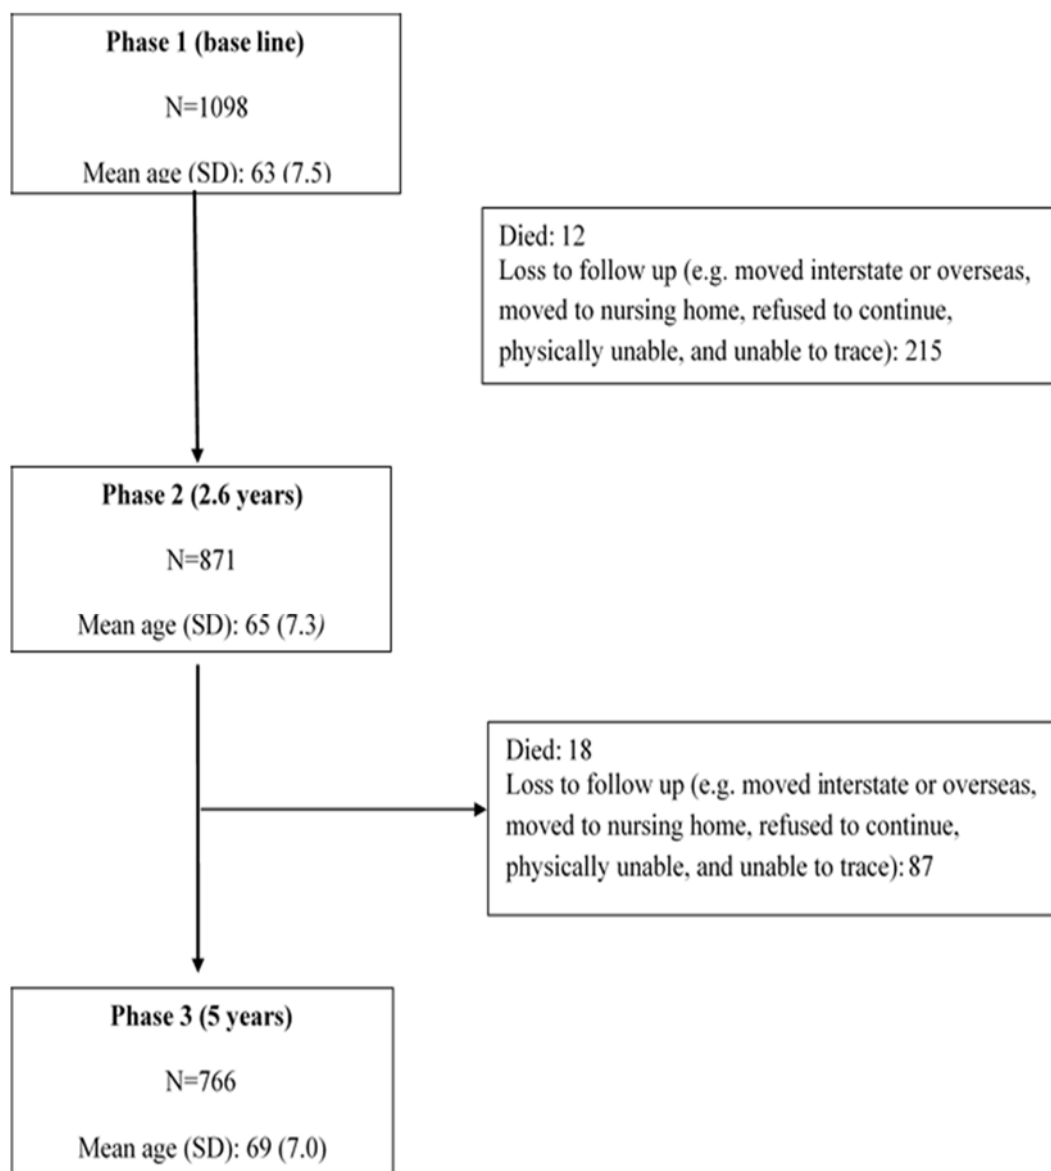 Phase 1 (base line)
N=1098
Mean age (SD): 63 (7.5)
Died: 12
Loss to follow up (e.g. moved interstate or overseas,
moved to nursing home, refused to continue,
physically unable, and unable to trace): 215
Phase 2 (2.6 years)
N=871
Mean age (SD): 65 (7.3)
Died: 18
Loss to follow up (e.g. moved interstate or overseas,
moved to nursing home, refused to continue,
physically unable, and unable to trace): 87
Phase 3 (5 years)
N=766
Mean age (SD): 69 (7.0)